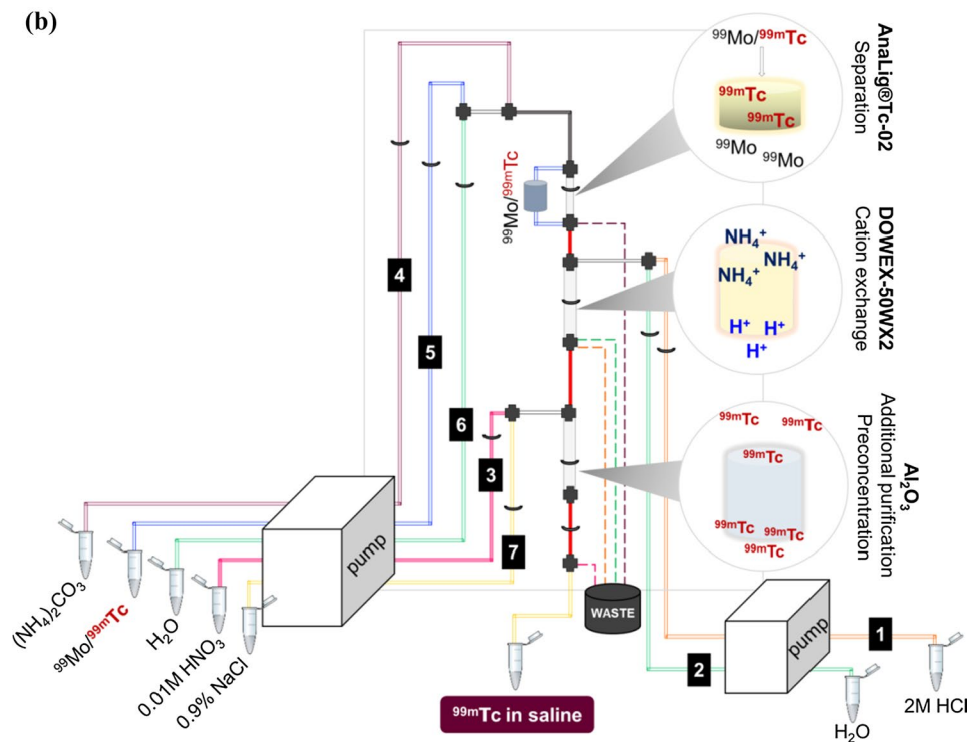 (b)
⁹⁹Mo/⁹⁹ᵐTc
⁹⁹ᵐTc
⁹⁹ᵐTc
⁹⁹Mo
⁹⁹Mo
AnaLig®Tc-02
Separation
⁹⁹Mo/⁹⁹ᵐTc
4
5
6
3
7
NH₄⁺
NH₄⁺
NH₄⁺
H⁺
H⁺
H⁺
DOWEX-50WX2
Cation exchange
⁹⁹ᵐTc
⁹⁹ᵐTc
⁹⁹ᵐTc
⁹⁹ᵐTc
⁹⁹ᵐTc
⁹⁹ᵐTc
Al₂O₃
Additional purification
Preconcentration
pump
(NH₄)₂CO₃
⁹⁹Mo/⁹⁹ᵐTc
H₂O
0.01M HNO₃
0.9% NaCl
WASTE
⁹⁹ᵐTc in saline
pump
1
2
H₂O
2M HCl